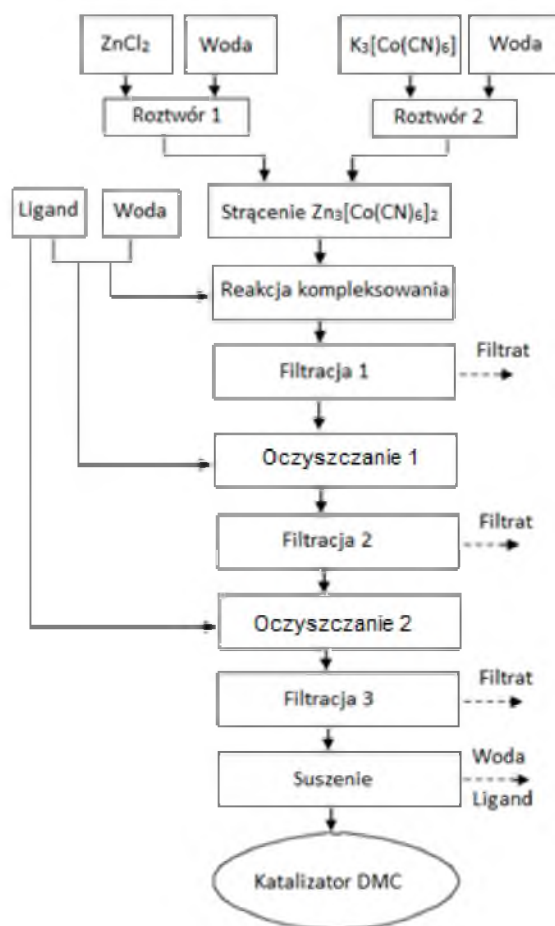 ZnCl₂
Woda
K₃[Co(CN)₆]
Woda
Roztwór 1
Roztwór 2
Ligand
Woda
Strącenie Zn₃[Co(CN)₆]₂
Reakcja kompleksowania
Filtracja 1
Filtrat
Oczyszczanie 1
Filtracja 2
Filtrat
Oczyszczanie 2
Filtracja 3
Filtrat
Suszenie
Woda
Ligand
Katalizator DMC